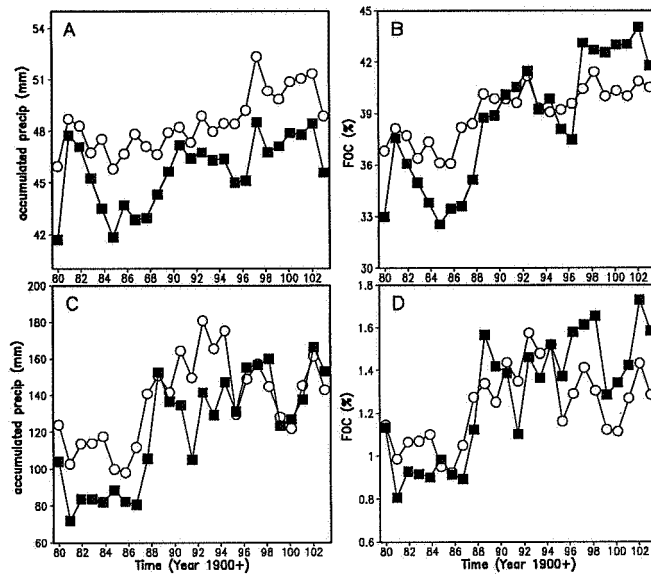 A
accumulated precip (mm)
54
51
48
45
42
80 82 84 86 88 90 92 94 96 98 100 102
B
FOC (%)
45
42
39
36
33
30
80 82 84 86 88 90 92 94 96 98 100 102
C
accumulated precip (mm)
200
180
160
140
120
100
80
60
80 82 84 86 88 90 92 94 96 98 100 102
Time (Year 1900+)
D
FOC (%)
1.8
1.6
1.4
1.2
1
0.8
0.6
80 82 84 86 88 90 92 94 96 98 100 102
Time (Year 1900+)